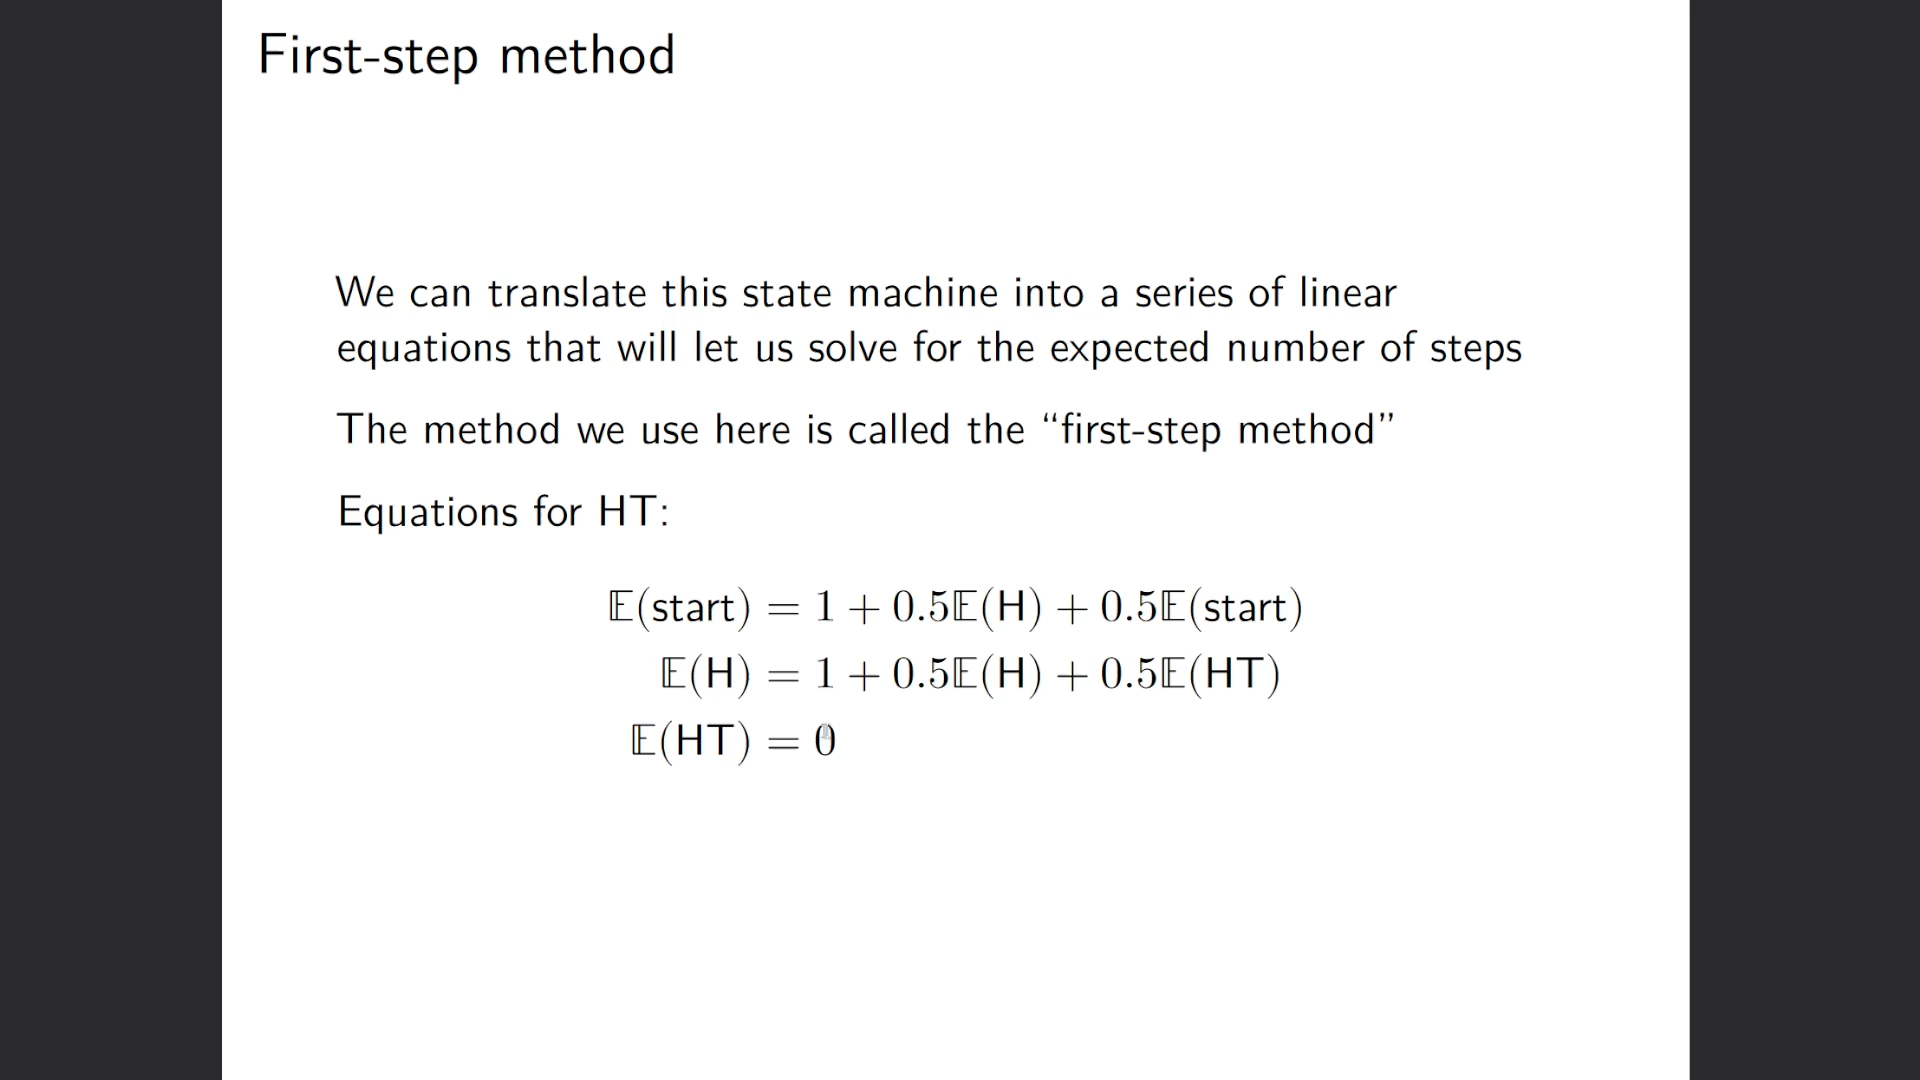 First-step method
We can translate this state machine into a series of linear
equations that will let us solve for the expected number of steps
The method we use here is called the “first-step method”
Equations for HT:
𝔼(start) = 1 + 0.5𝔼(H) + 0.5𝔼(start)
𝔼(H) = 1 + 0.5𝔼(H) + 0.5𝔼(HT)
𝔼(HT) = 0